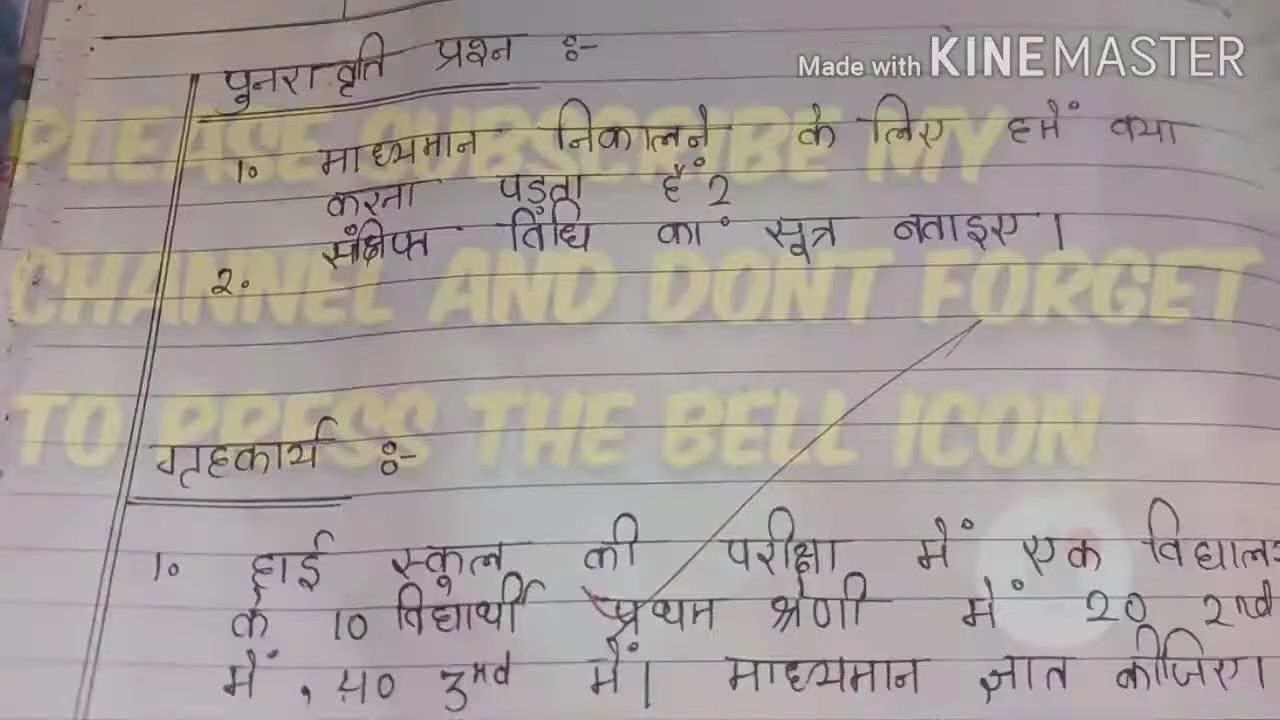 Made with KINEMASTER
पुनरावृति प्रश्न :-
1. माध्यमान निकालने के लिए हमें क्या
करना पड़ता है?
2. संक्षिप्त विधि का सूत्र बताइए।
PLEASE SUBSCRIBE MY
CHANNEL AND DONT FORGET
TO PRESS THE BELL ICON
गृहकार्य :-
1. हाई स्कूल की परीक्षा में एक विद्यालय
के 10 विद्यार्थी प्रथम श्रेणी में 20 2nd
में, 40 3rd में। माध्यमान ज्ञात कीजिए।